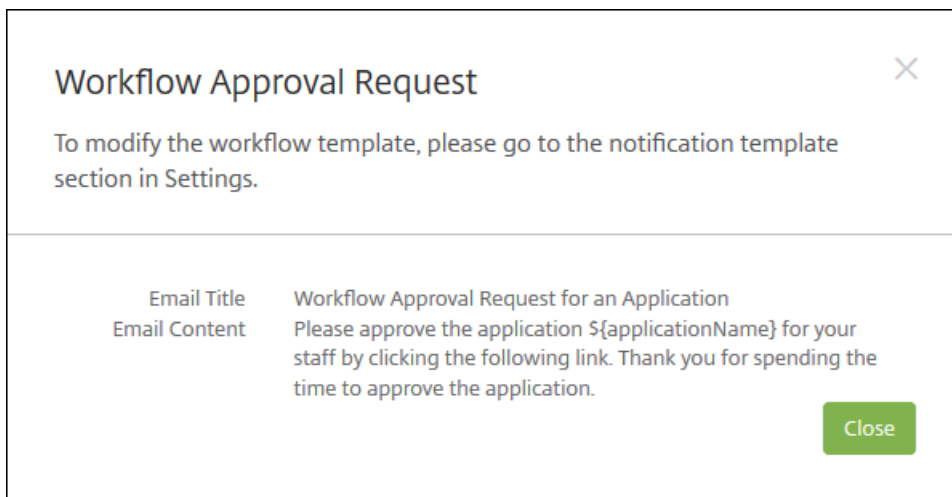 Workflow Approval Request
To modify the workflow template, please go to the notification template
section in Settings.
Email Title Workflow Approval Request for an Application
Email Content Please approve the application ${applicationName} for your
staff by clicking the following link. Thank you for spending the
time to approve the application.
Close